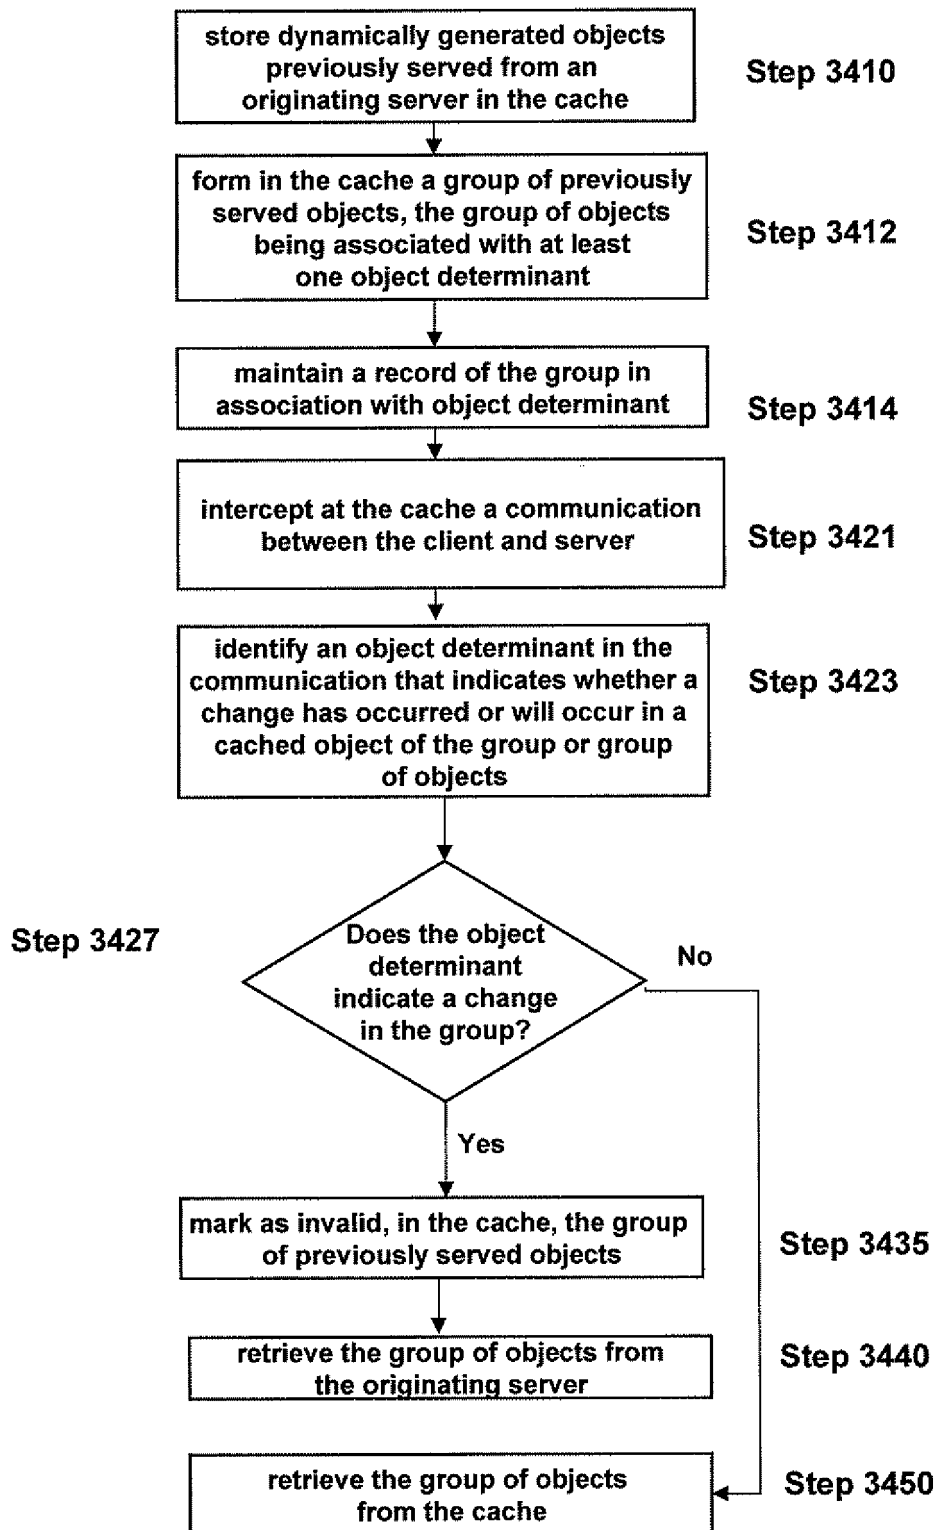 store dynamically generated objects
previously served from an
originating server in the cache
Step 3410
form in the cache a group of previously
served objects, the group of objects
being associated with at least
one object determinant
Step 3412
maintain a record of the group in
association with object determinant
Step 3414
intercept at the cache a communication
between the client and server
Step 3421
identify an object determinant in the
communication that indicates whether a
change has occurred or will occur in a
cached object of the group or group
of objects
Step 3423
Step 3427
Does the object
determinant
indicate a change
in the group?
No
Yes
mark as invalid, in the cache, the group
of previously served objects
Step 3435
retrieve the group of objects from
the originating server
Step 3440
retrieve the group of objects
from the cache
Step 3450